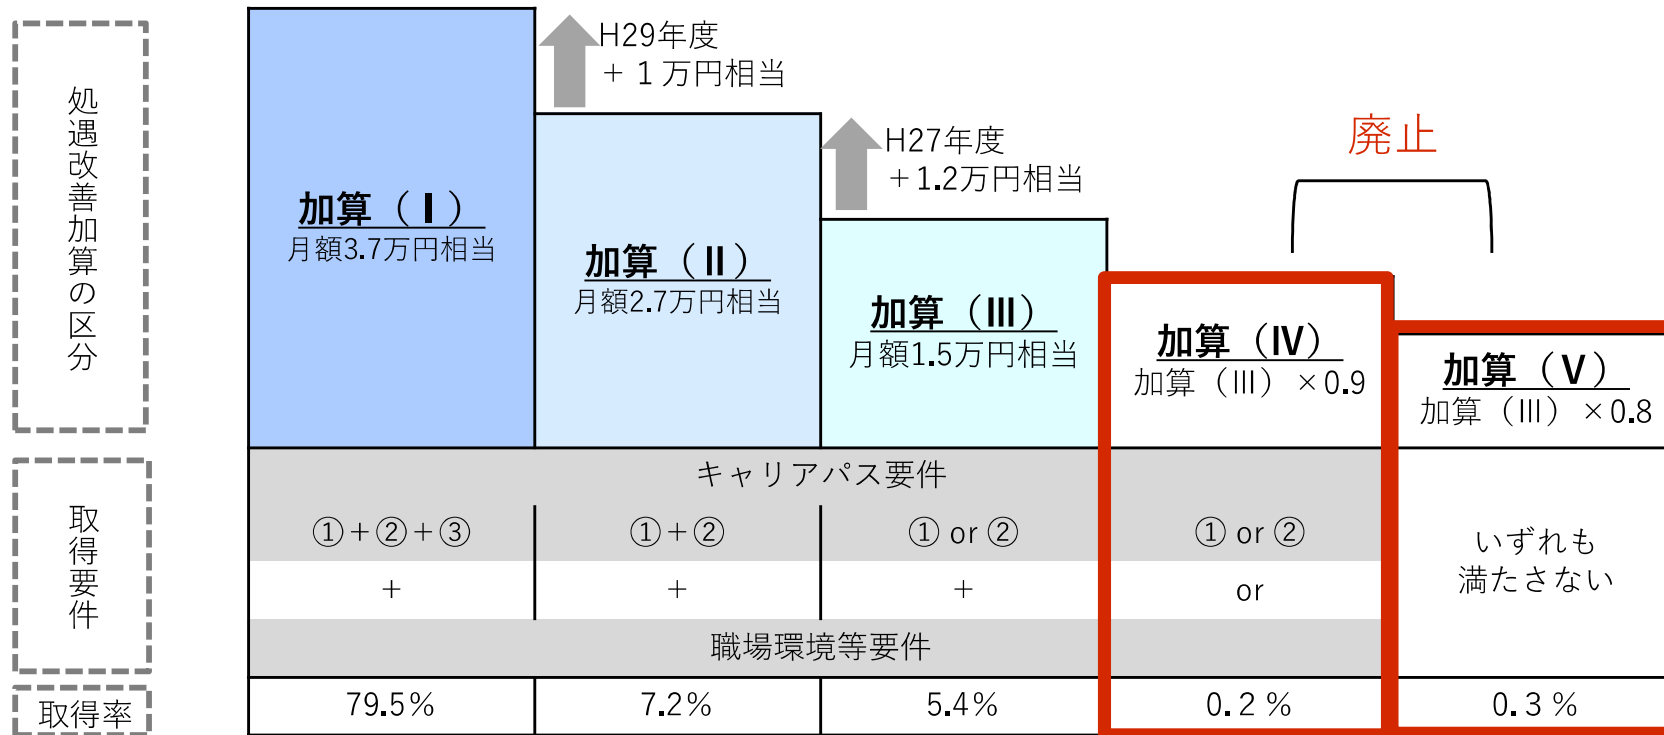 処遇改善加算の区分
H29年度
+ 1万円相当
H27年度
+1.2万円相当
廃止
加算（Ⅰ）
月額3.7万円相当
加算（Ⅱ）
月額2.7万円相当
加算（Ⅲ）
月額1.5万円相当
加算（Ⅳ）
加算（Ⅲ）×0.9
加算（Ⅴ）
加算（Ⅲ）×0.8
取得要件
キャリアパス要件
①+②+③
①+②
① or ②
① or ②
+
+
+
or
いずれも
満たさない
職場環境等要件
取得率
79.5%
7.2%
5.4%
0.2 %
0.3 %